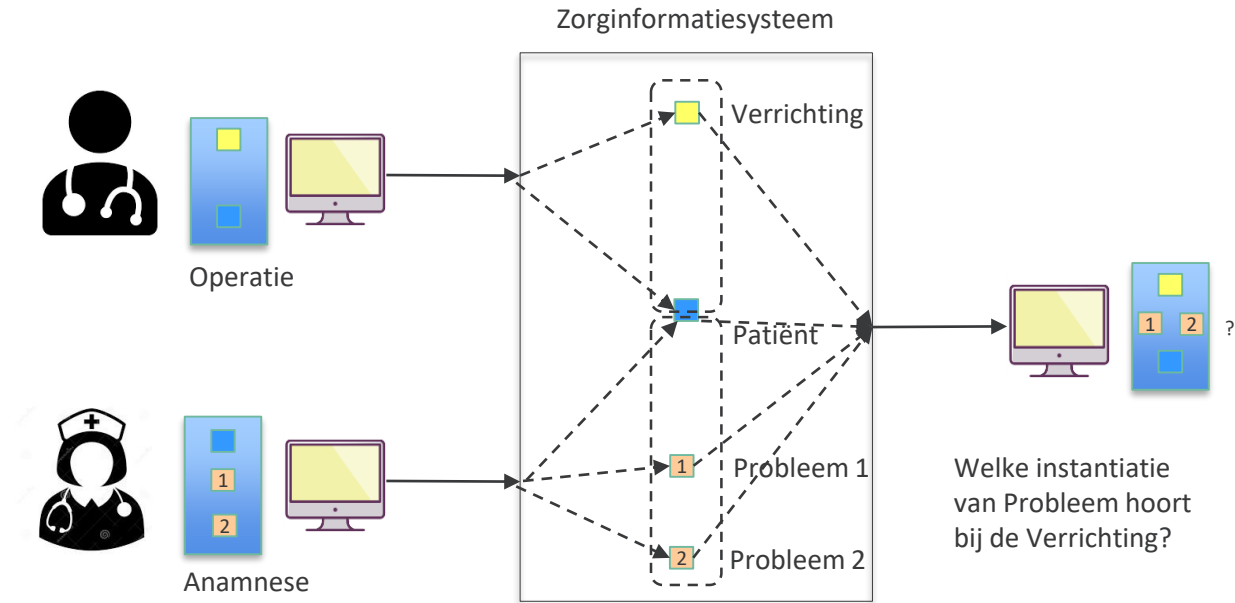 Zorginformatiesysteem
Verrichting
Operatie
Patiënt
1
2
?
1
2
Anamnese
1
Probleem 1
2
Probleem 2
Welke instantiatie
van Probleem hoort
bij de Verrichting?